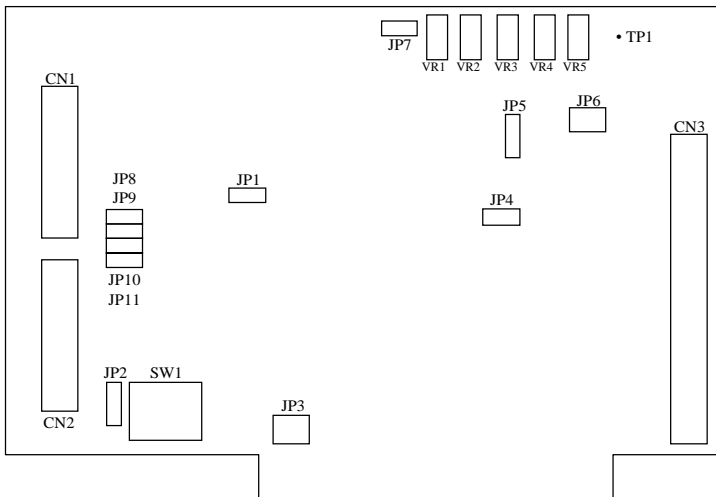 JP7
VR1 VR2 VR3 VR4 VR5
• TP1
CN1
JP5
JP6
CN3
JP8
JP9
JP1
JP4
JP10
JP11
JP2
SW1
JP3
CN2